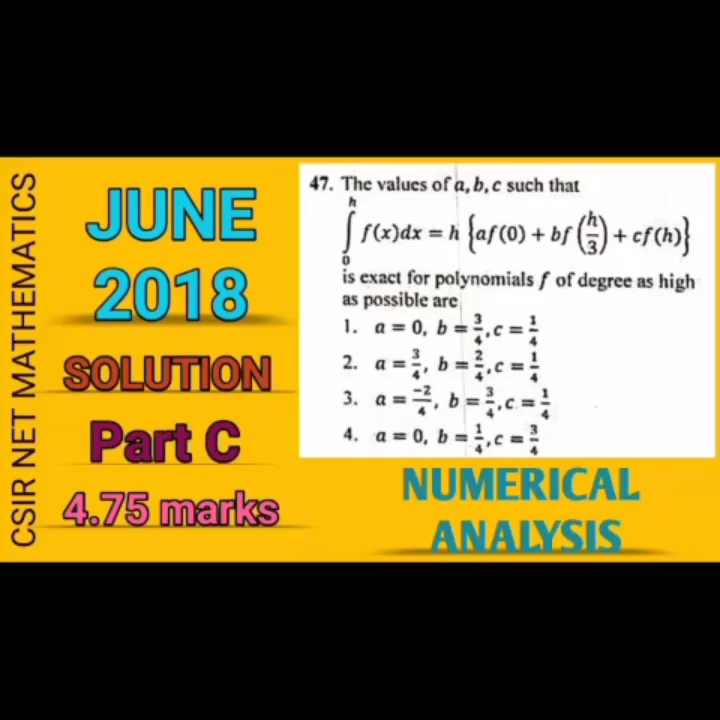 CSIR NET MATHEMATICS
JUNE
2018
SOLUTION
Part C
4.75 marks
47. The values of a, b, c such that
∫₀ʰ f(x)dx = h {af(0) + bf(h/3) + cf(h)}
is exact for polynomials f of degree as high
as possible are
1. a = 0, b = 3/4, c = 1/4
2. a = 3/4, b = 2/4, c = 1/4
3. a = -2/4, b = 3/4, c = 1/4
4. a = 0, b = 1/4, c = 3/4
NUMERICAL
ANALYSIS